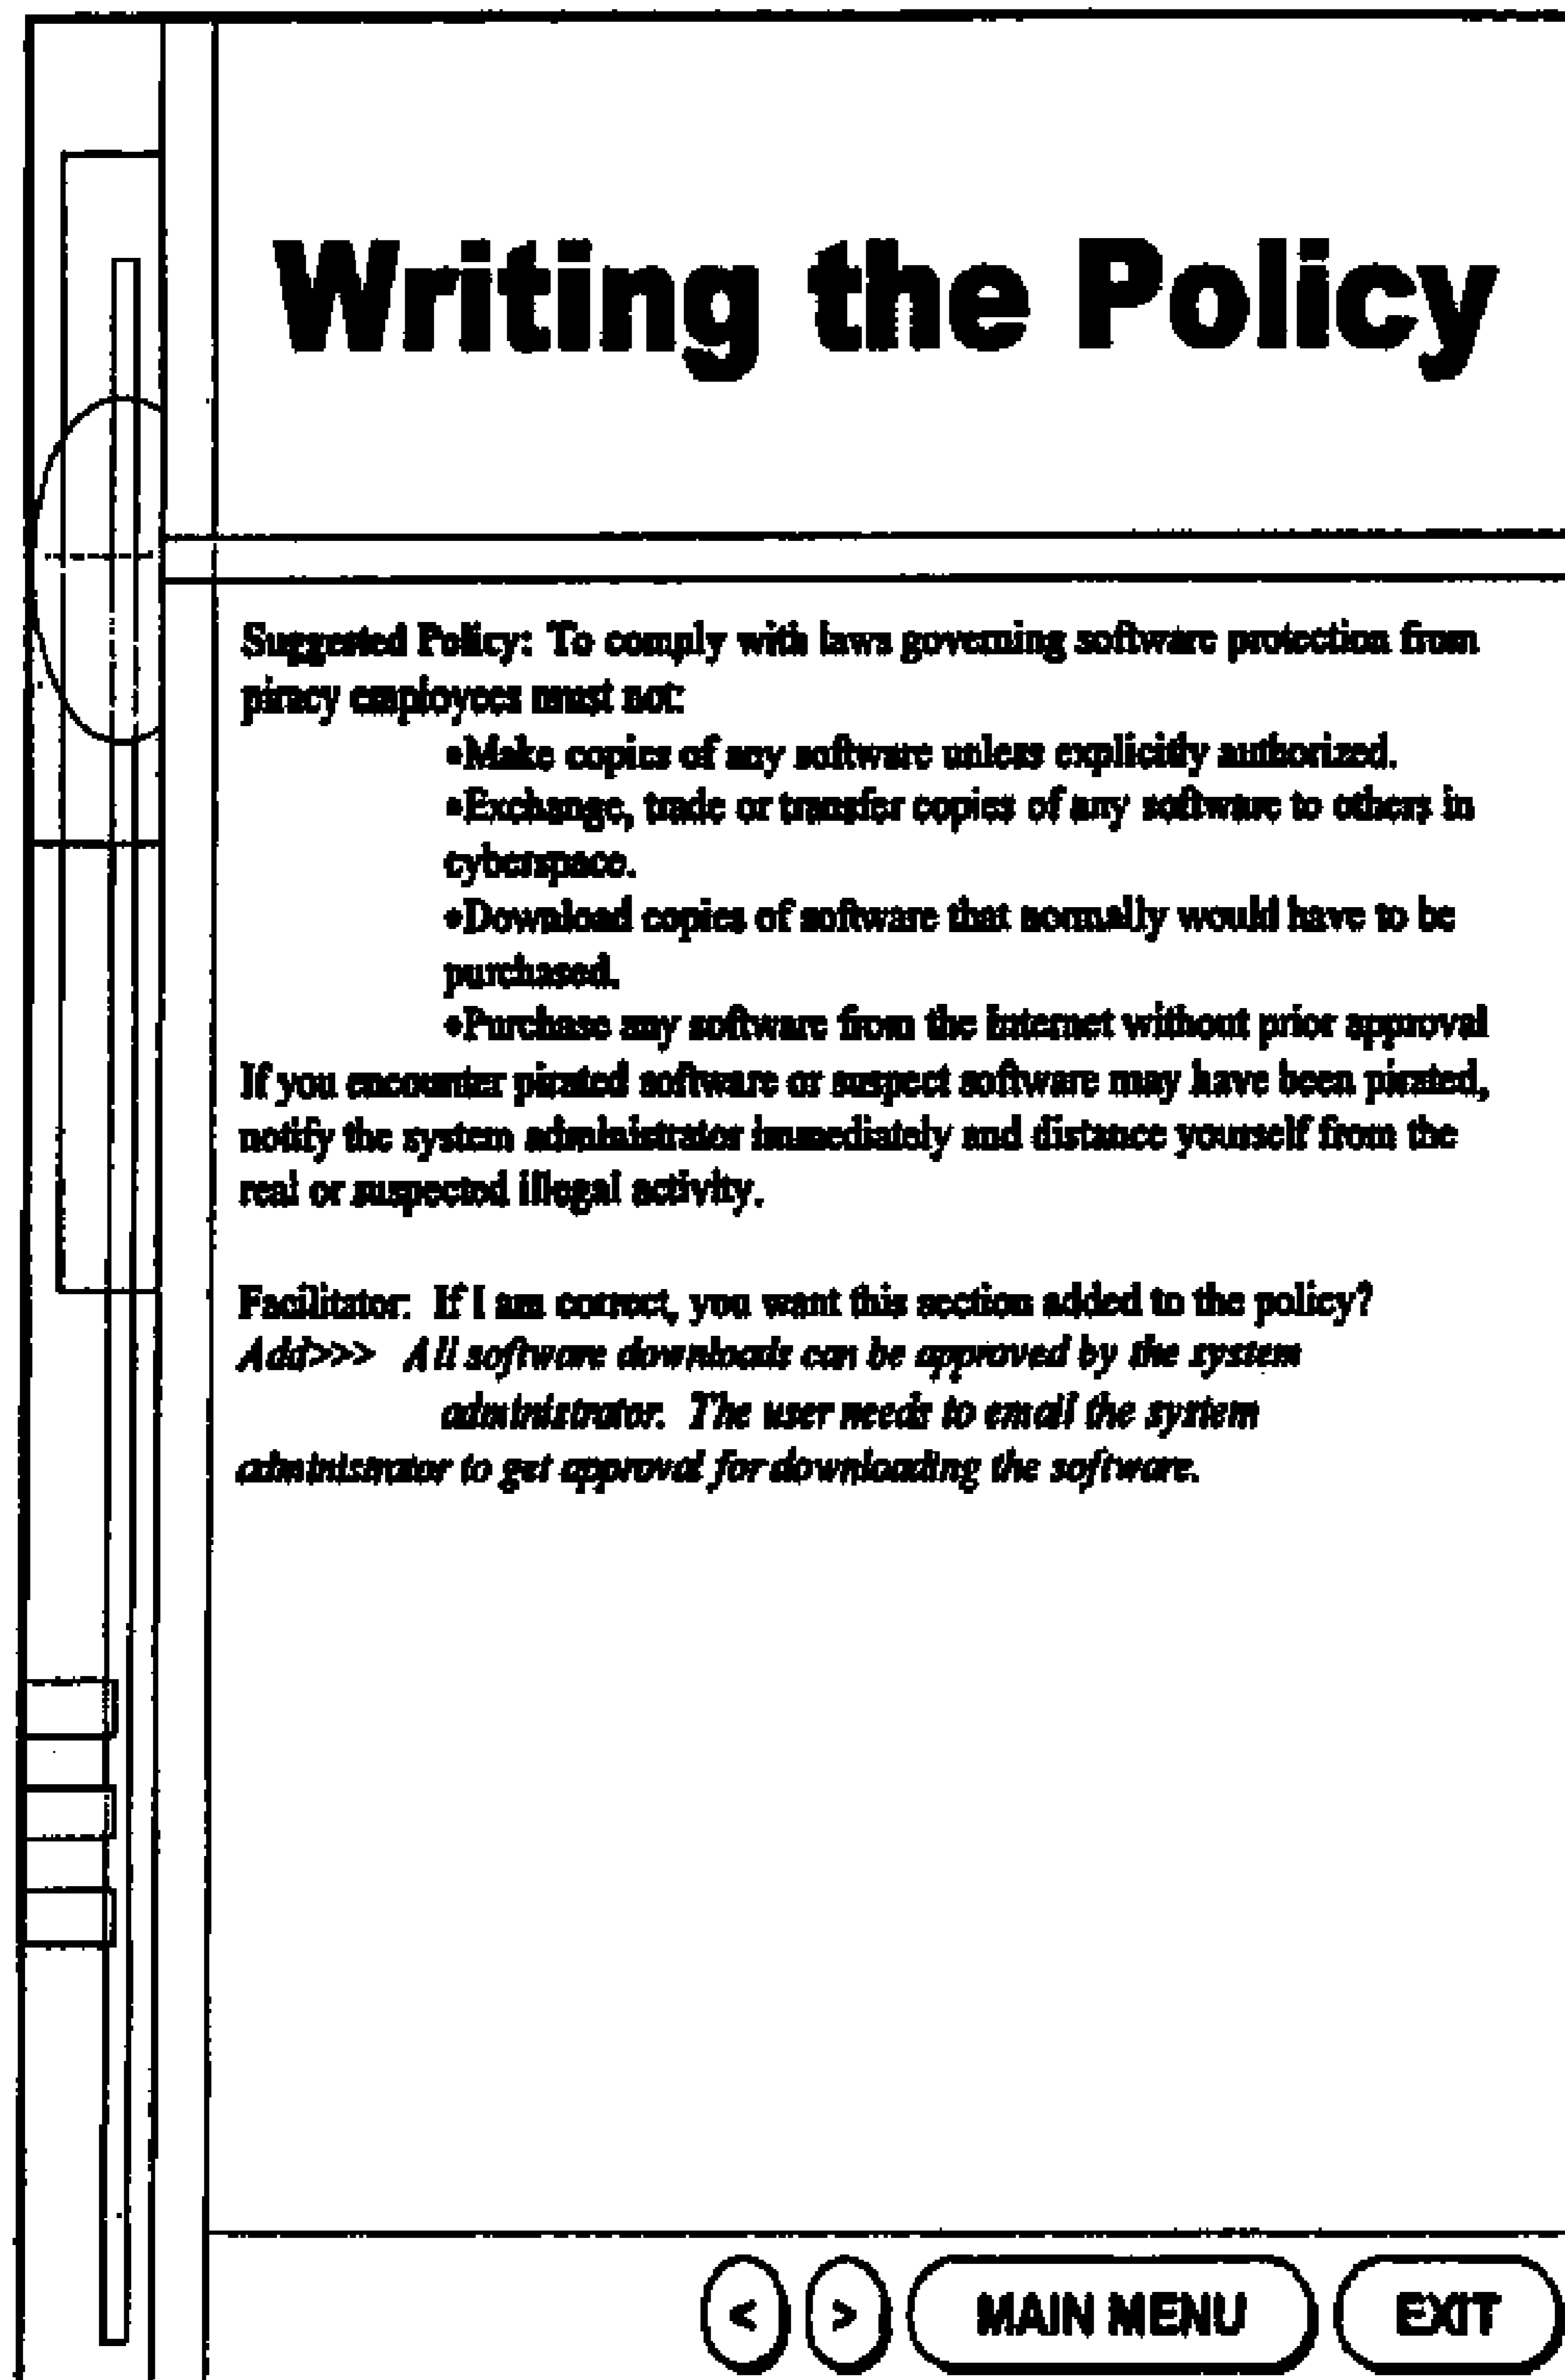 Writing the Policy
Suggested Policy: To comply with laws governing software protection from
piracy employees must not:
•Make copies of any software unless explicitly authorized.
•Exchange, trade or transfer copies of any software to others in
cyberspace.
•Download copies of software that normally would have to be
purchased.
•Purchase any software from the internet without prior approval
If you encounter pirated software or suspect software may have been pirated,
notify the system administrator immediately and distance yourself from the
real or suspected illegal activity.
Facilitator: If I am correct, you want this section added to the policy?
Add>>> All software downloads can be approved by the system
administrator. The user needs to email the system
administrator to get approval for downloading the software.
< > MAIN MENU EXIT